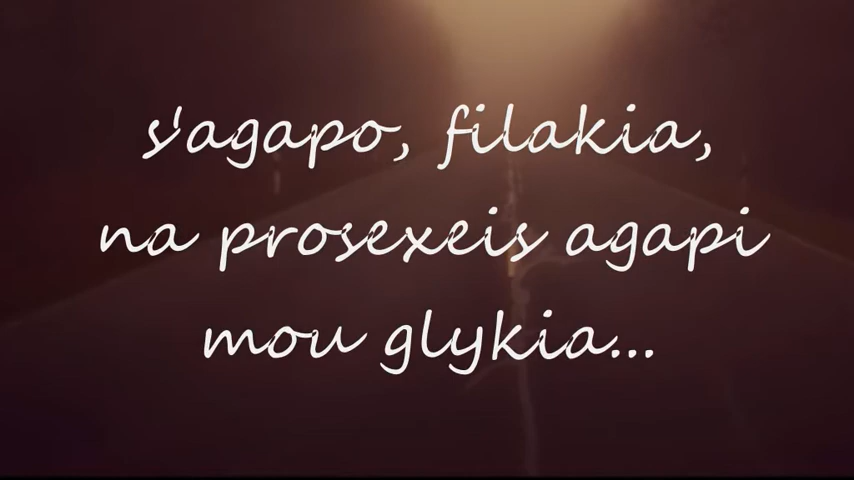 s'agapo, filakia,
na prosexeis agapi
mou glykia...